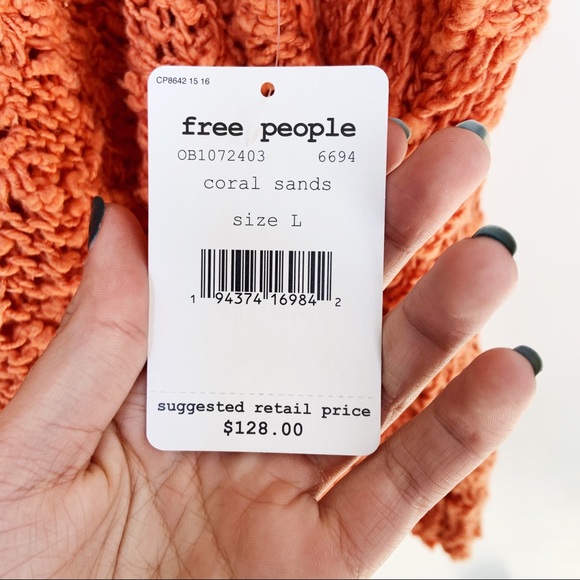 CP8642 15 16
free people
OB1072403 6694
coral sands
size L
1 94374 16984 2
suggested retail price
$128.00